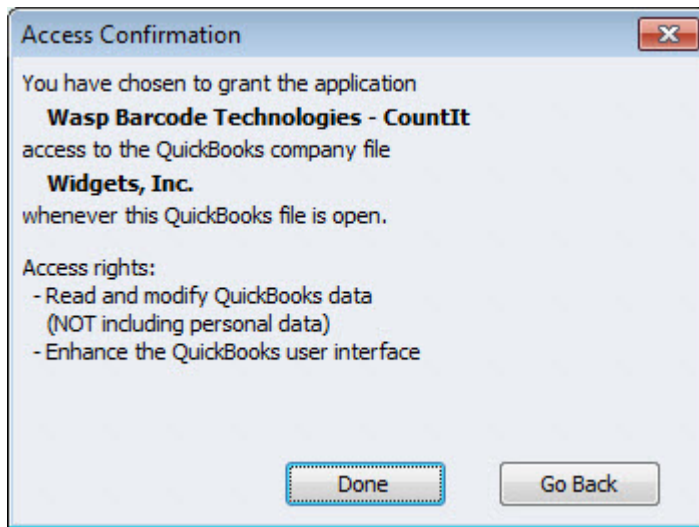 Access Confirmation
You have chosen to grant the application
Wasp Barcode Technologies - CountIt
access to the QuickBooks company file
Widgets, Inc.
whenever this QuickBooks file is open.
Access rights:
- Read and modify QuickBooks data
(NOT including personal data)
- Enhance the QuickBooks user interface
Done Go Back